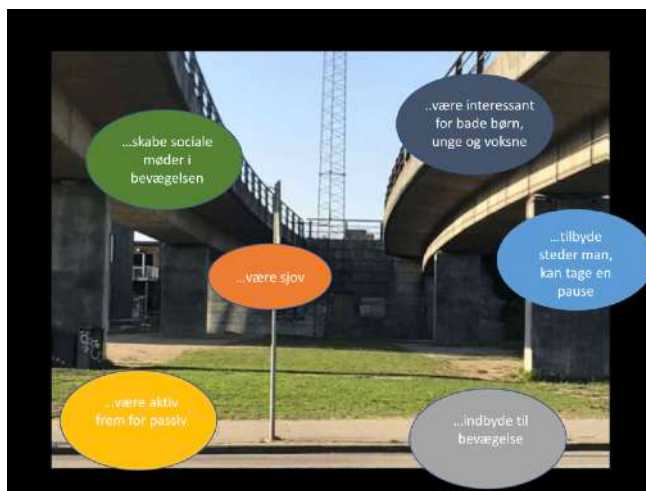 ...skabe sociale
møder i
bevægelsen
...være interessant
for bade børn,
unge og voksne
...være sjov
...tilbyde
steder man,
kan tage en
pause
...være aktiv
frem for passiv
...indbyde til
bevægelse